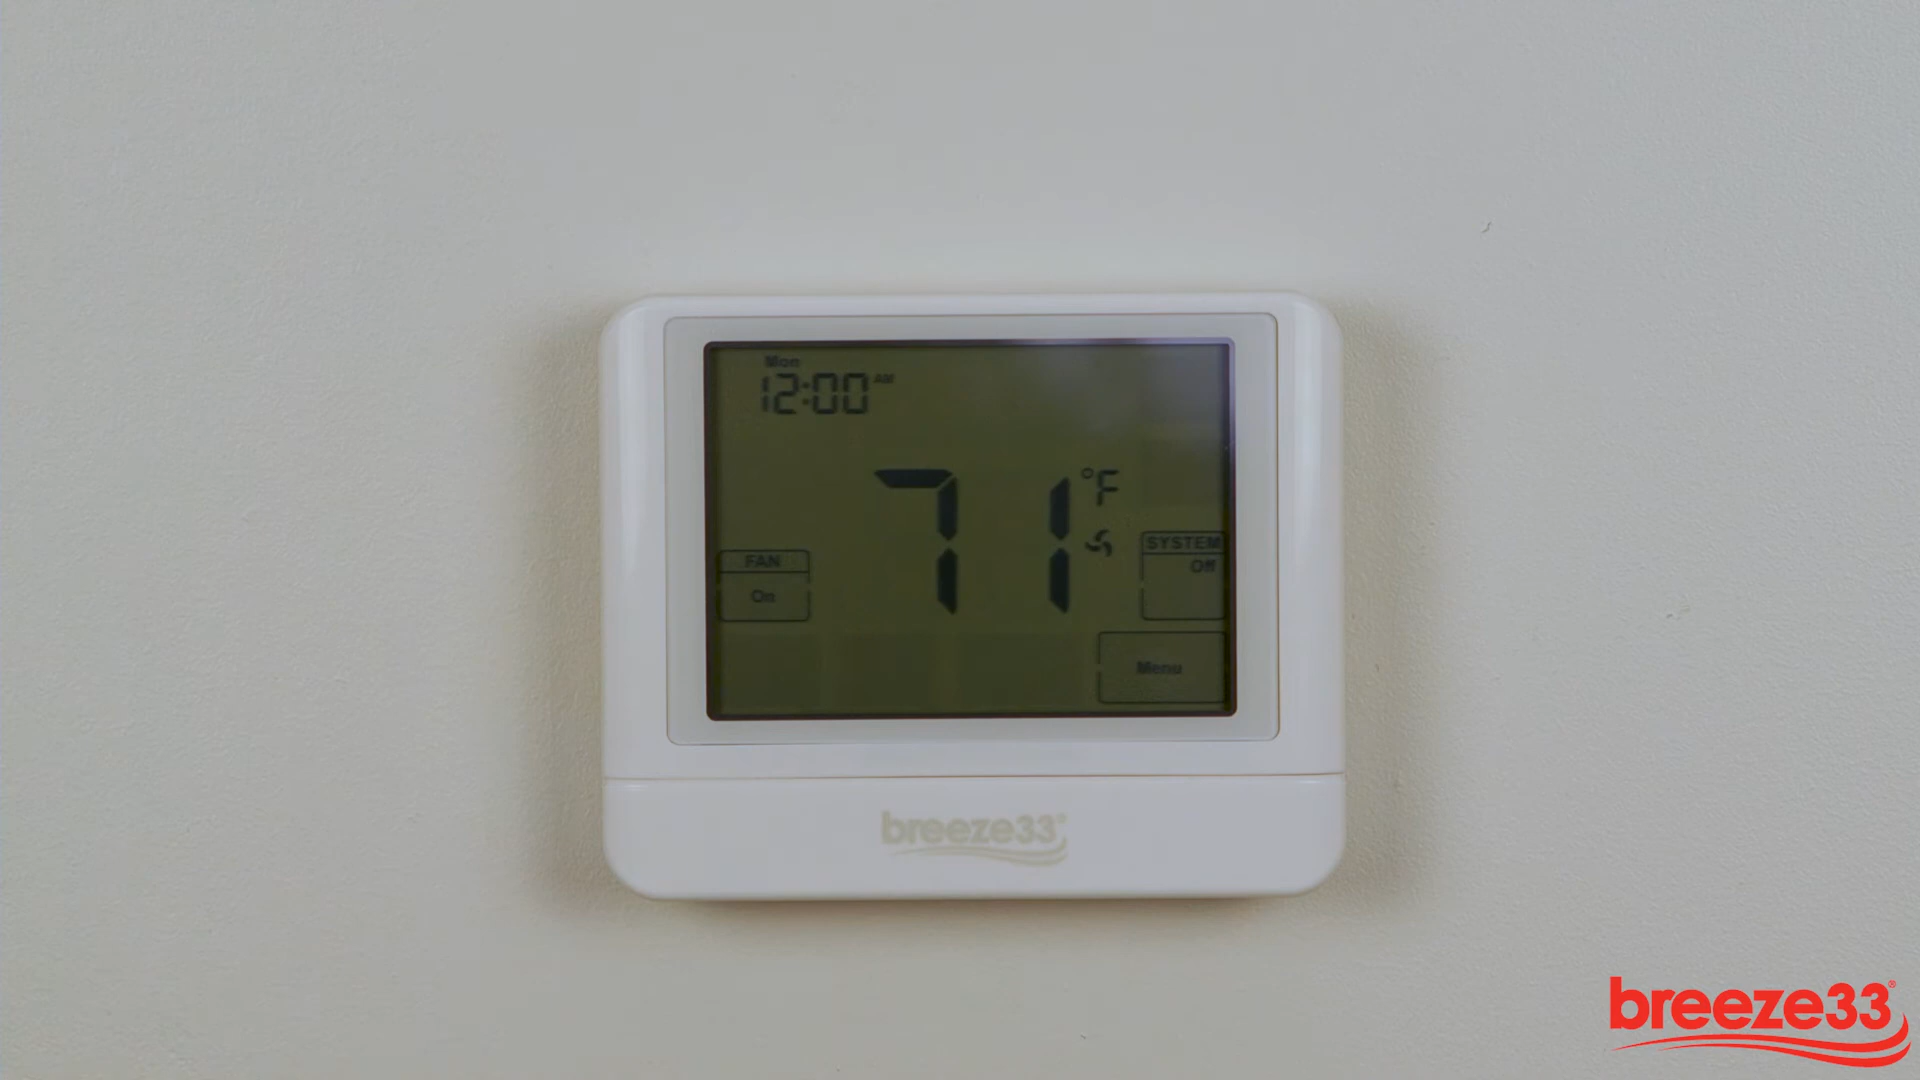 Mon
12:00 AM
71 °F
FAN
On
SYSTEM
Off
Menu
breeze33®
breeze33®